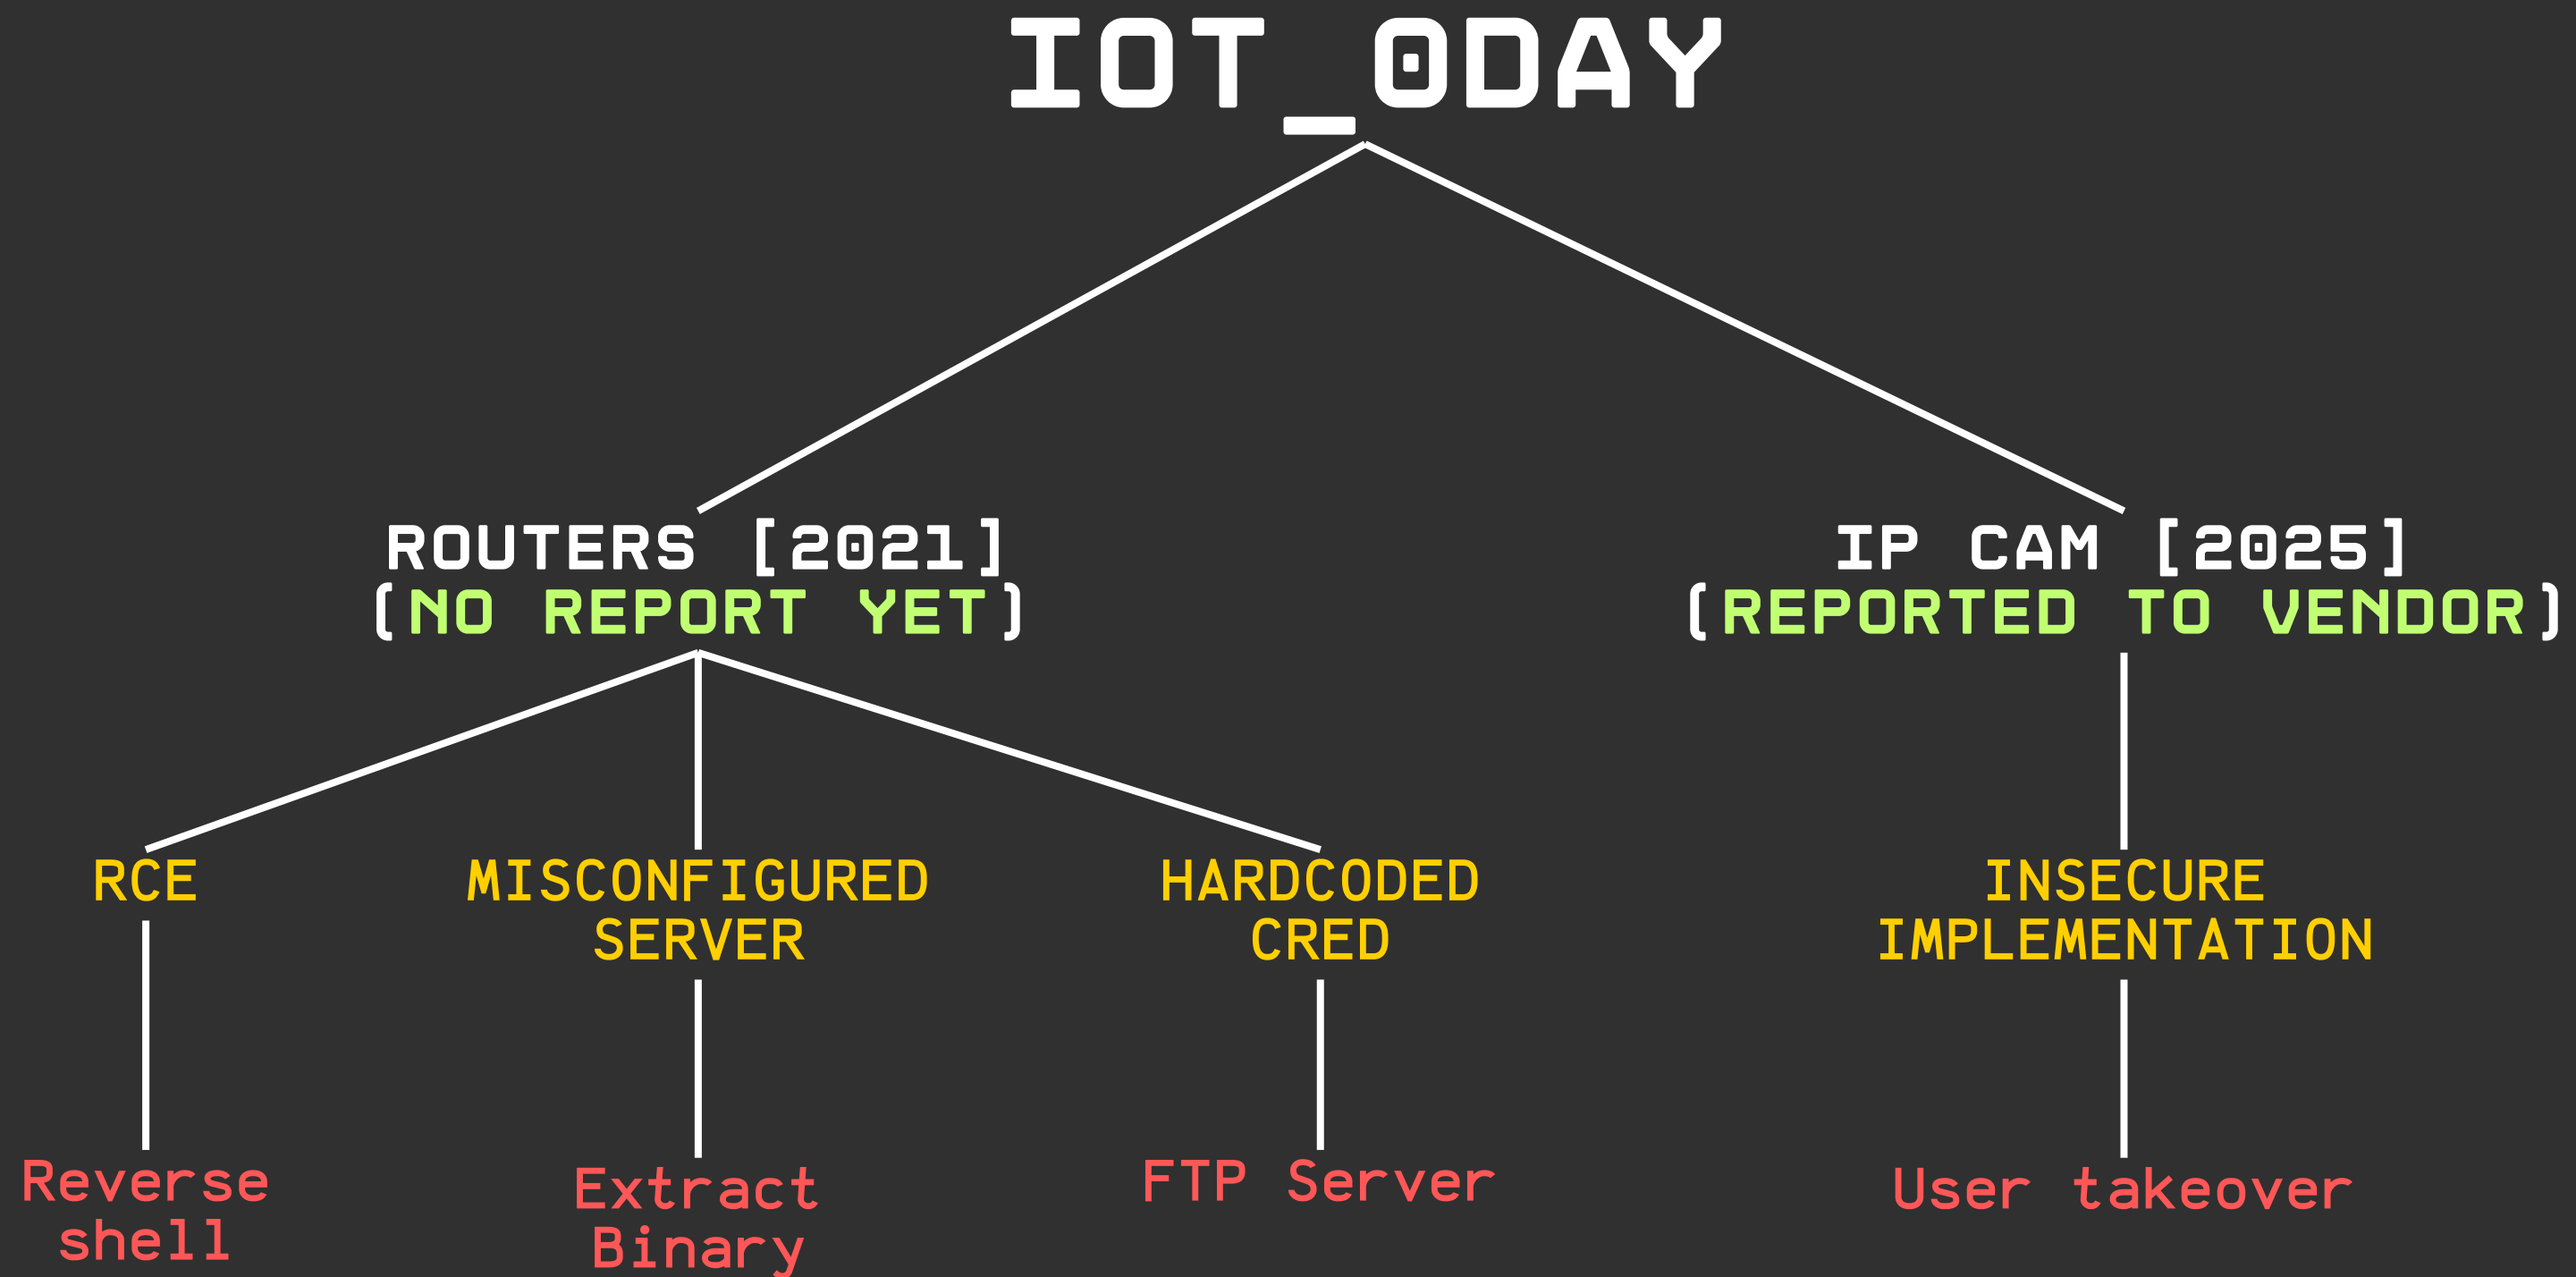 IOT_0DAY
ROUTERS [2021]
(NO REPORT YET)
IP CAM [2025]
(REPORTED TO VENDOR)
RCE
MISCONFIGURED
SERVER
HARDCODED
CRED
INSECURE
IMPLEMENTATION
Reverse
shell
Extract
Binary
FTP Server
User takeover